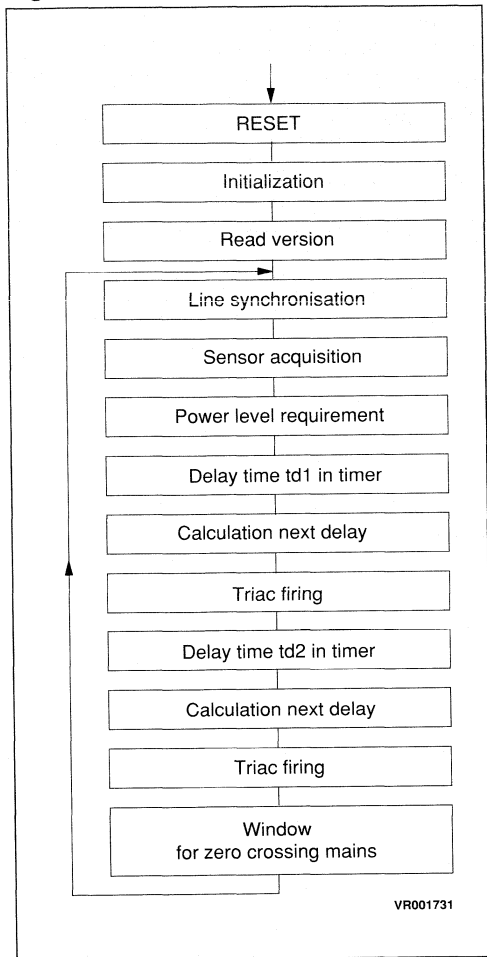 RESET
Initialization
Read version
Line synchronisation
Sensor acquisition
Power level requirement
Delay time td1 in timer
Calculation next delay
Triac firing
Delay time td2 in timer
Calculation next delay
Triac firing
Window
for zero crossing mains
VR001731